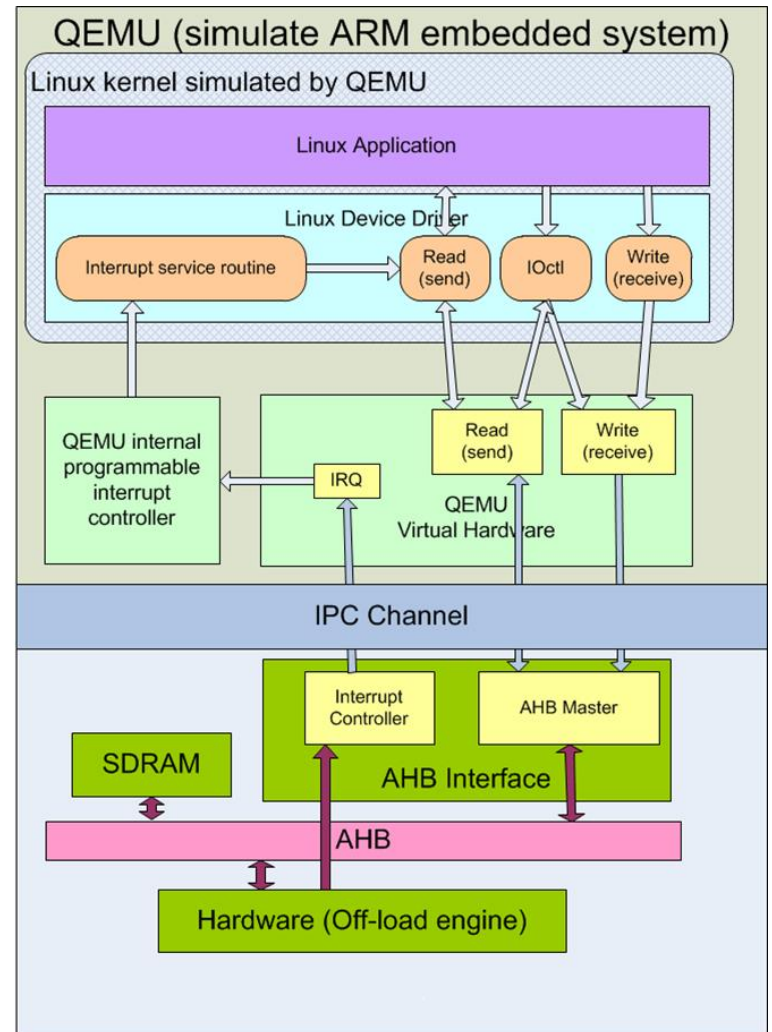 QEMU (simulate ARM embedded system)
Linux kernel simulated by QEMU
Linux Application
Linux Device Driver
Interrupt service routine
Read
(send)
IOctl
Write
(receive)
QEMU internal
programmable
interrupt
controller
IRQ
Read
(send)
Write
(receive)
QEMU
Virtual Hardware
IPC Channel
Interrupt
Controller
AHB Master
AHB Interface
SDRAM
AHB
Hardware (Off-load engine)